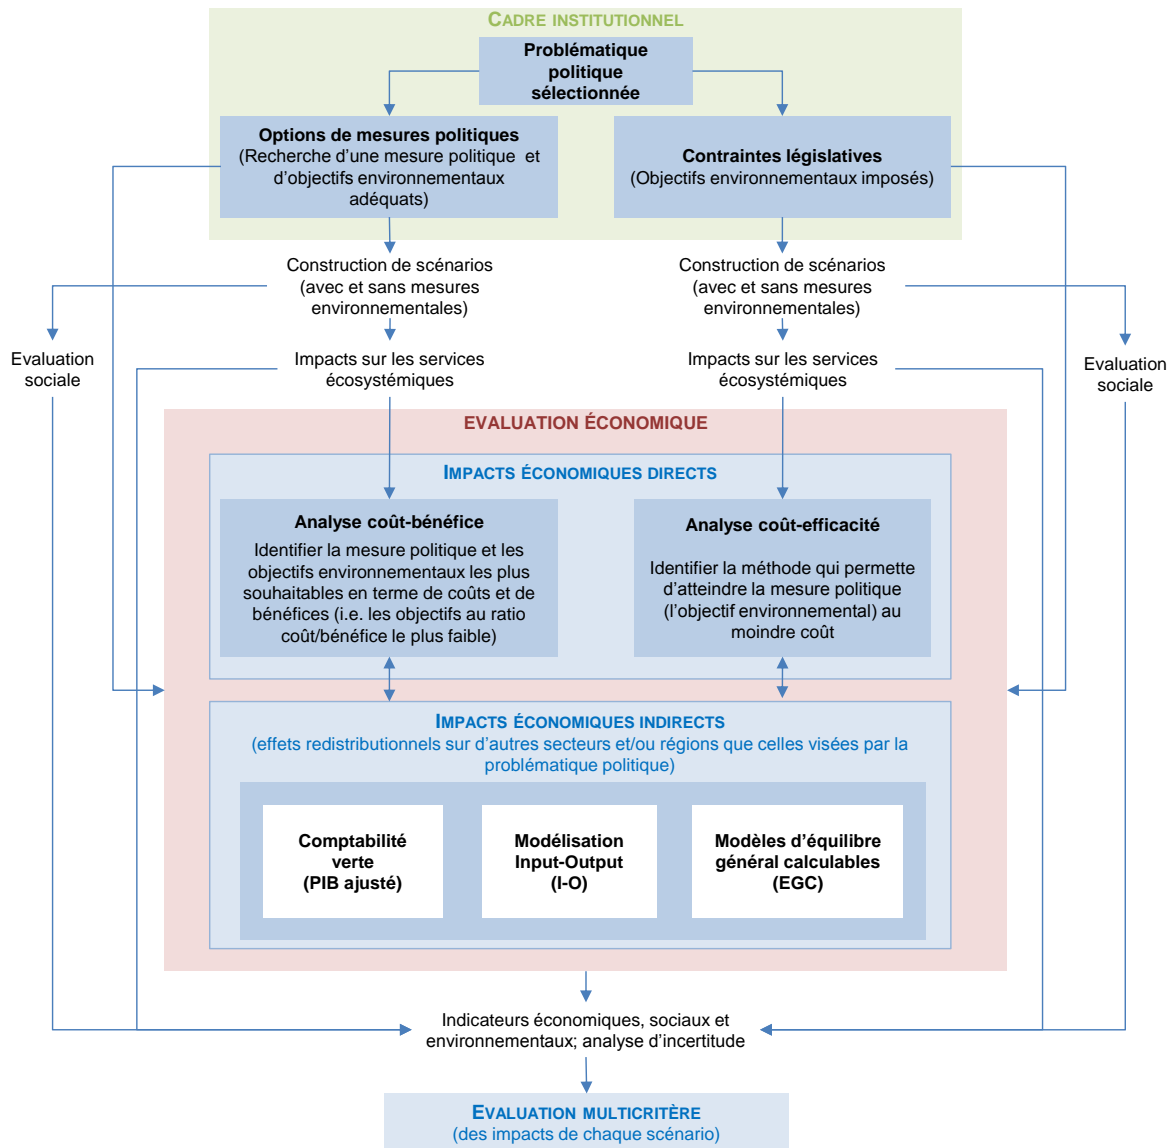 CADRE INSTITUTIONNEL
Problématique
politique
sélectionnée
Options de mesures politiques
(Recherche d'une mesure politique et
d'objectifs environnementaux
adéquats)
Contraintes législatives
(Objectifs environnementaux imposés)
Construction de scénarios
(avec et sans mesures
environnementales)
Construction de scénarios
(avec et sans mesures
environnementales)
Evaluation
sociale
Impacts sur les services
écosystémiques
Impacts sur les services
écosystémiques
Evaluation
sociale
EVALUATION ÉCONOMIQUE
IMPACTS ÉCONOMIQUES DIRECTS
Analyse coût-bénéfice
Identifier la mesure politique et les
objectifs environnementaux les plus
souhaitables en terme de coûts et de
bénéfices (i.e. les objectifs au ratio
coût/bénéfice le plus faible)
Analyse coût-efficacité
Identifier la méthode qui permette
d'atteindre la mesure politique
(l'objectif environnemental) au
moindre coût
IMPACTS ÉCONOMIQUES INDIRECTS
(effets redistributionnels sur d'autres secteurs et/ou régions que celles visées par la
problématique politique)
Comptabilité
verte
(PIB ajusté)
Modélisation
Input-Output
(I-O)
Modèles d'équilibre
général calculables
(EGC)
Indicateurs économiques, sociaux et
environnementaux; analyse d'incertitude
EVALUATION MULTICRITÈRE
(des impacts de chaque scénario)